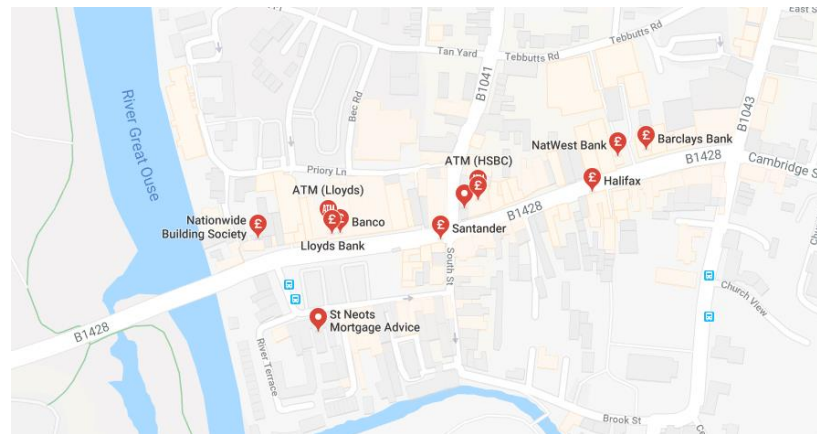 East S
Tebbutts Rd
Tan Yard
Tebbutts Rd
B1041
Bec Rd
B1043
River Great Ouse
NatWest Bank
Barclays Bank
B1428
Cambridge S
Priory Ln
ATM (HSBC)
Halifax
ATM (Lloyds)
B1428
Nationwide
Building Society
Banco
Santander
Lloyds Bank
South St
Church View
St Neots
Mortgage Advice
B1428
River Terrace
Brook St